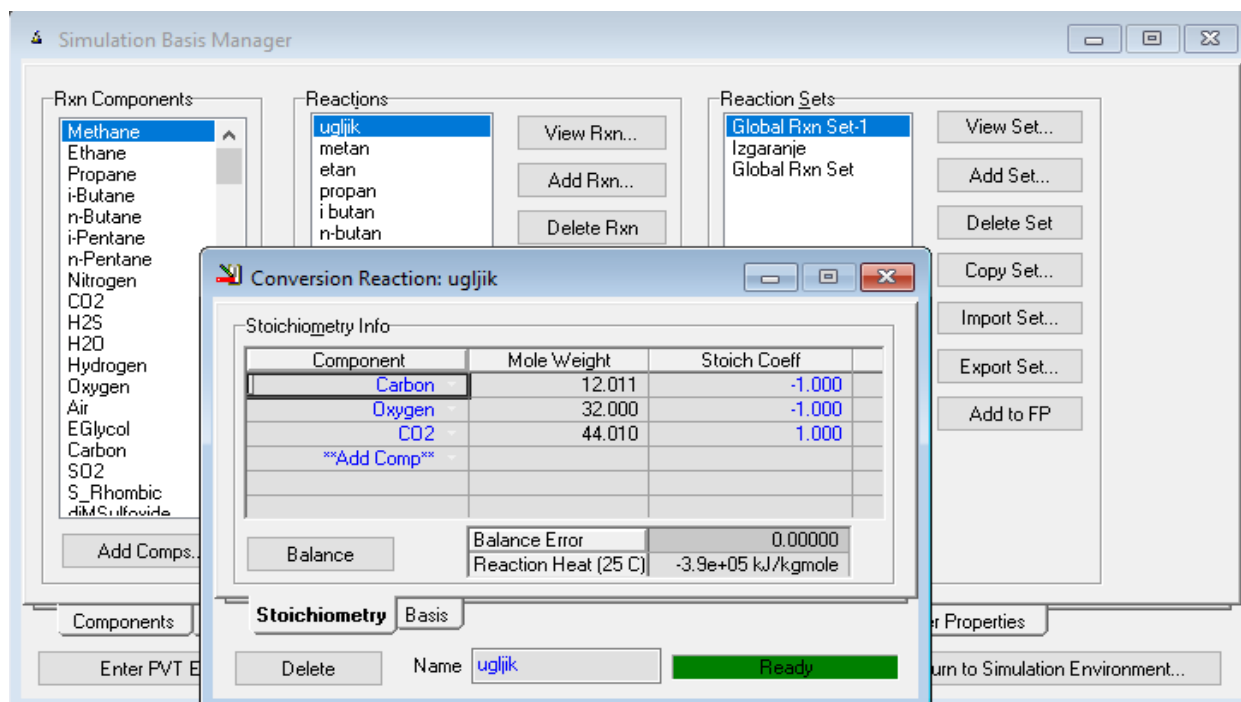 Simulation Basis Manager
Rxn Components
Methane
Ethane
Propane
i-Butane
n-Butane
i-Pentane
n-Pentane
Nitrogen
CO2
H2S
H2O
Hydrogen
Oxygen
Air
EGlycol
Carbon
SO2
S_Rhombic
diMSulfoxide
Add Comps..
Reactions
ugljik
metan
etan
propan
i butan
n-butan
View Rxn...
Add Rxn...
Delete Rxn
Reaction Sets
Global Rxn Set-1
Izgaranje
Global Rxn Set
View Set...
Add Set...
Delete Set
Copy Set...
Import Set...
Export Set...
Add to FP
Conversion Reaction: ugljik
Stoichiometry Info
Component Mole Weight Stoich Coeff
Carbon 12.011 -1.000
Oxygen 32.000 -1.000
CO2 44.010 1.000
**Add Comp**
Balance
Balance Error 0.00000
Reaction Heat (25 C) -3.9e+05 kJ/kgmole
Stoichiometry Basis
Delete Name ugljik Ready
Components
r Properties
Enter PVT E
urn to Simulation Environment...